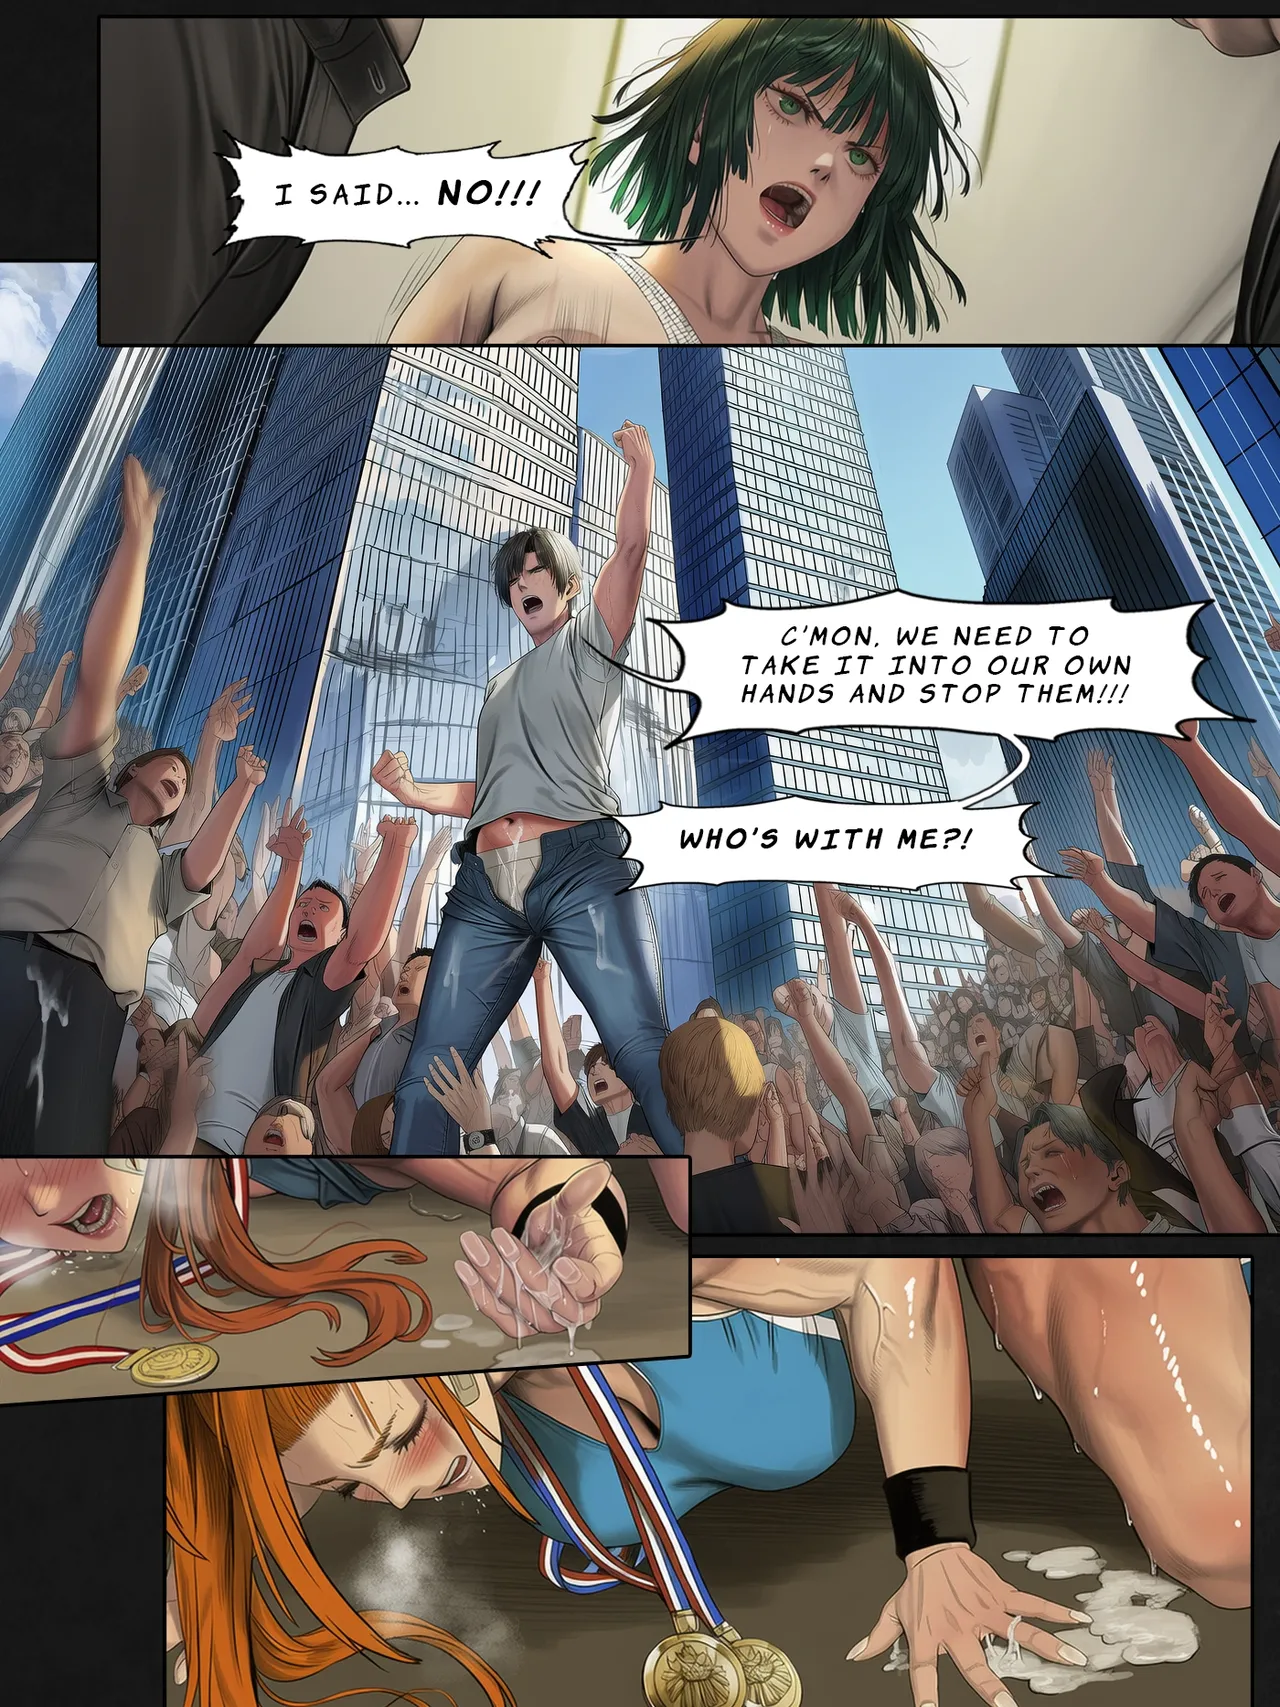 I SAID... NO!!!
C'MON, WE NEED TO
TAKE IT INTO OUR OWN
HANDS AND STOP THEM!!!
WHO'S WITH ME?!